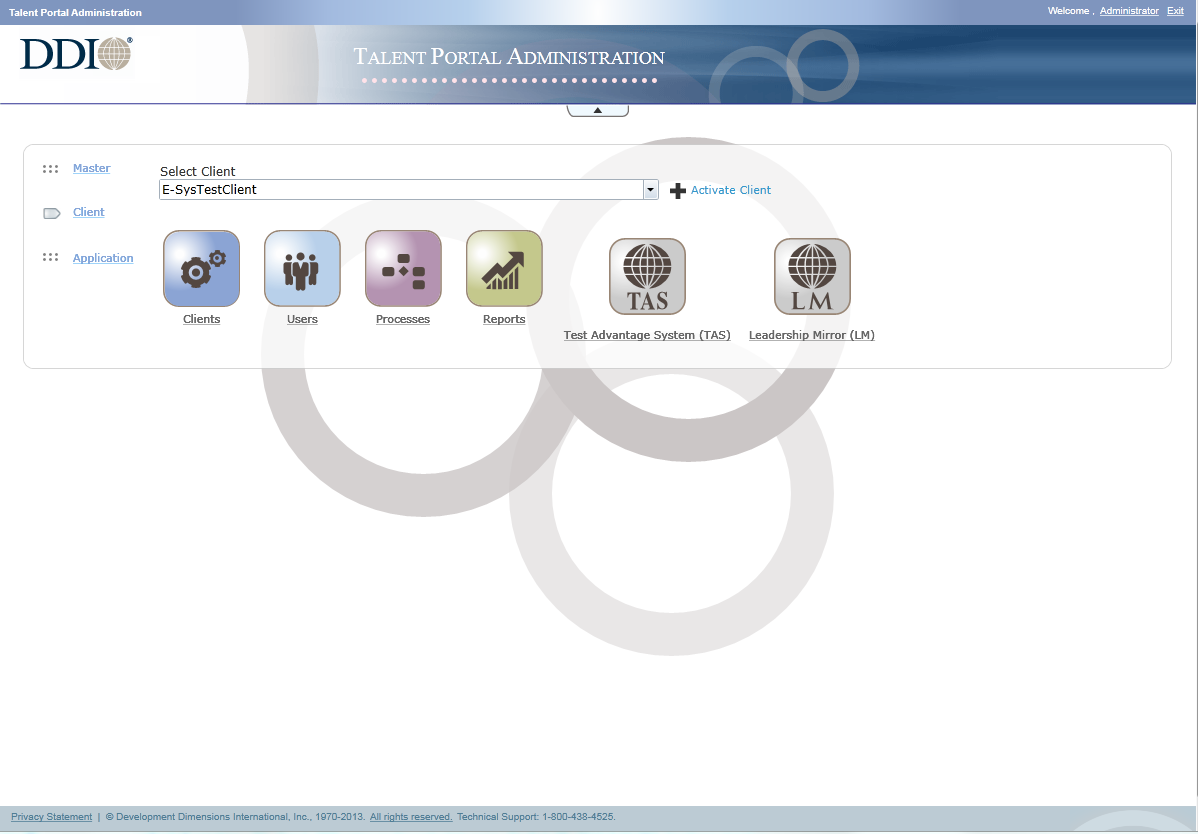 Talent Portal Administration
Welcome , Administrator Exit
DDI®
TALENT PORTAL ADMINISTRATION
Master
Select Client
E-SysTestClient
Activate Client
Client
Application
TAS
LM
Clients
Users
Processes
Reports
Test Advantage System (TAS)
Leadership Mirror (LM)
Privacy Statement | © Development Dimensions International, Inc., 1970-2013. All rights reserved. Technical Support: 1-800-438-4525.